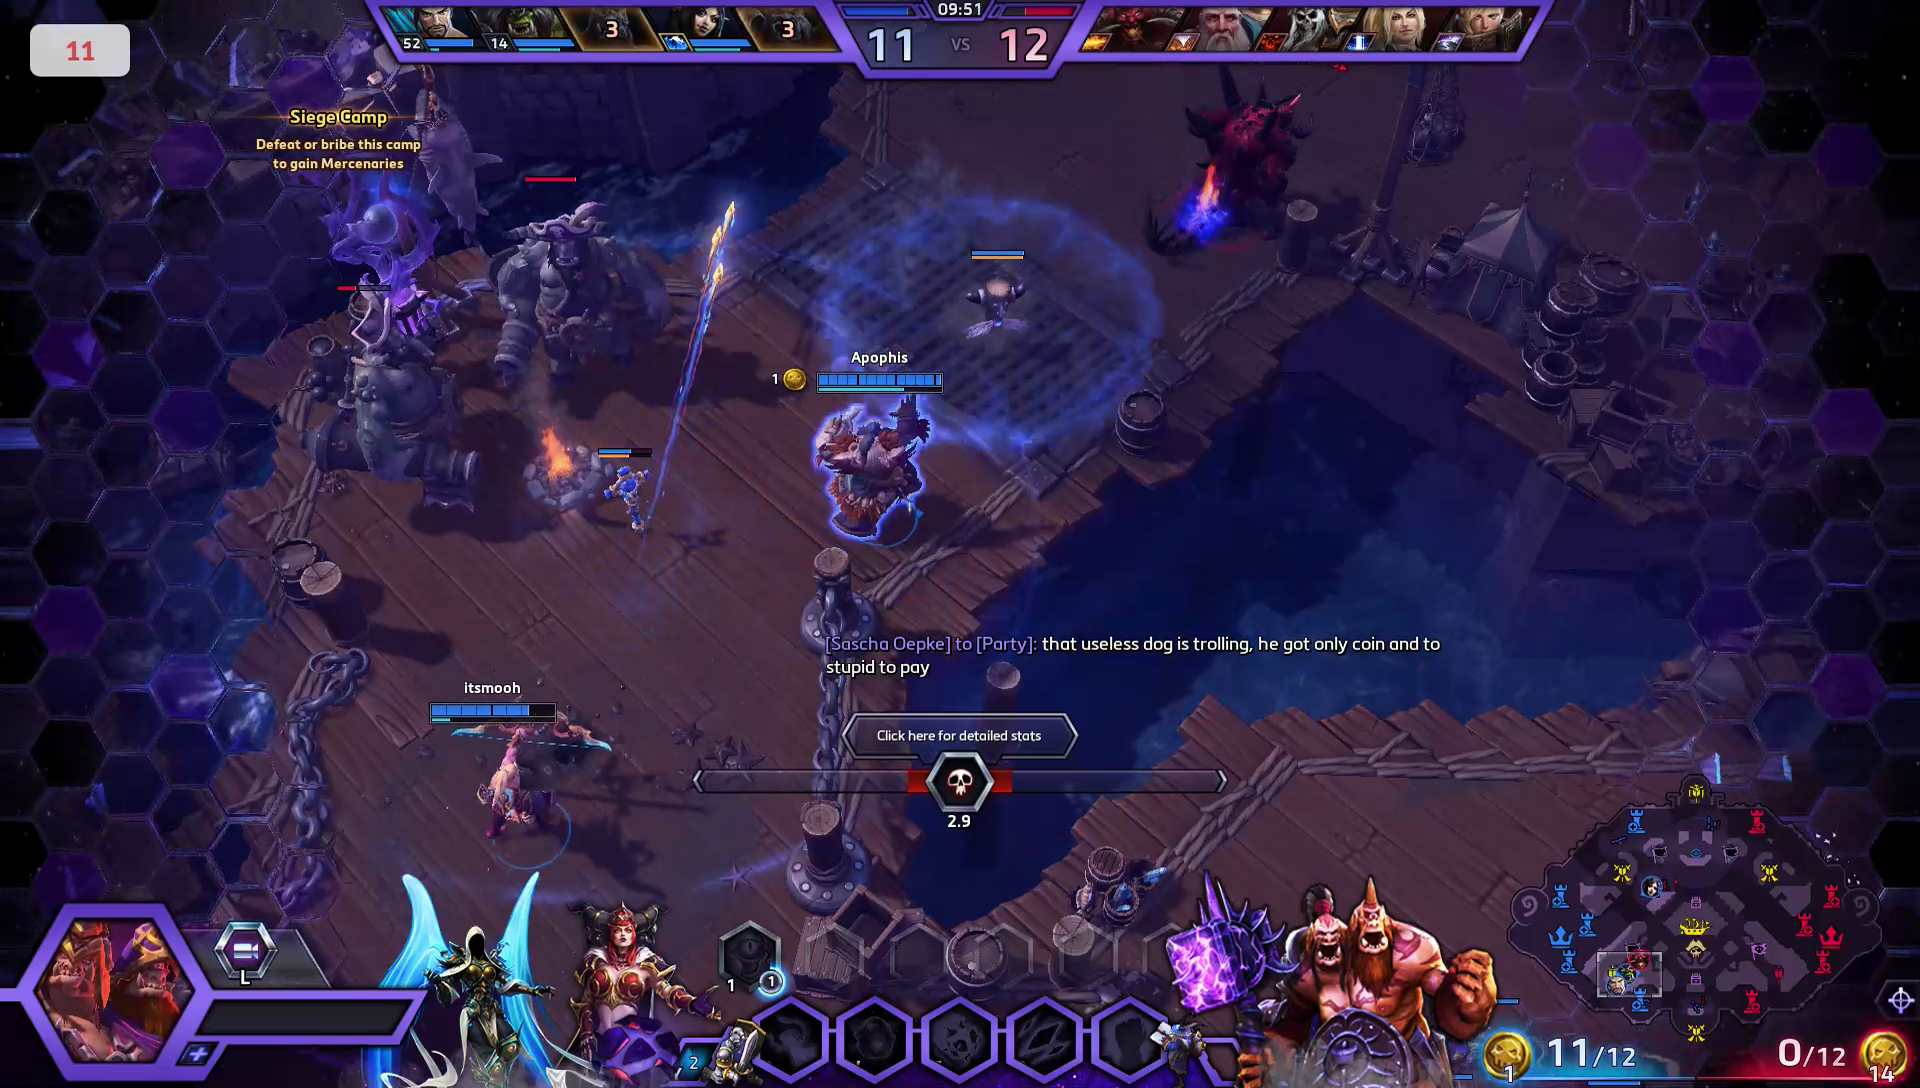 11
52
14
3
3
09:51
11 VS 12
Siege Camp
Defeat or bribe this camp
to gain Mercenaries
Apophis
1
[Sascha Oepke] to [Party]: that useless dog is trolling, he got only coin and to
stupid to pay
itsmooh
Click here for detailed stats
2.9
L
1
1
2
11/12
1
0/12
14